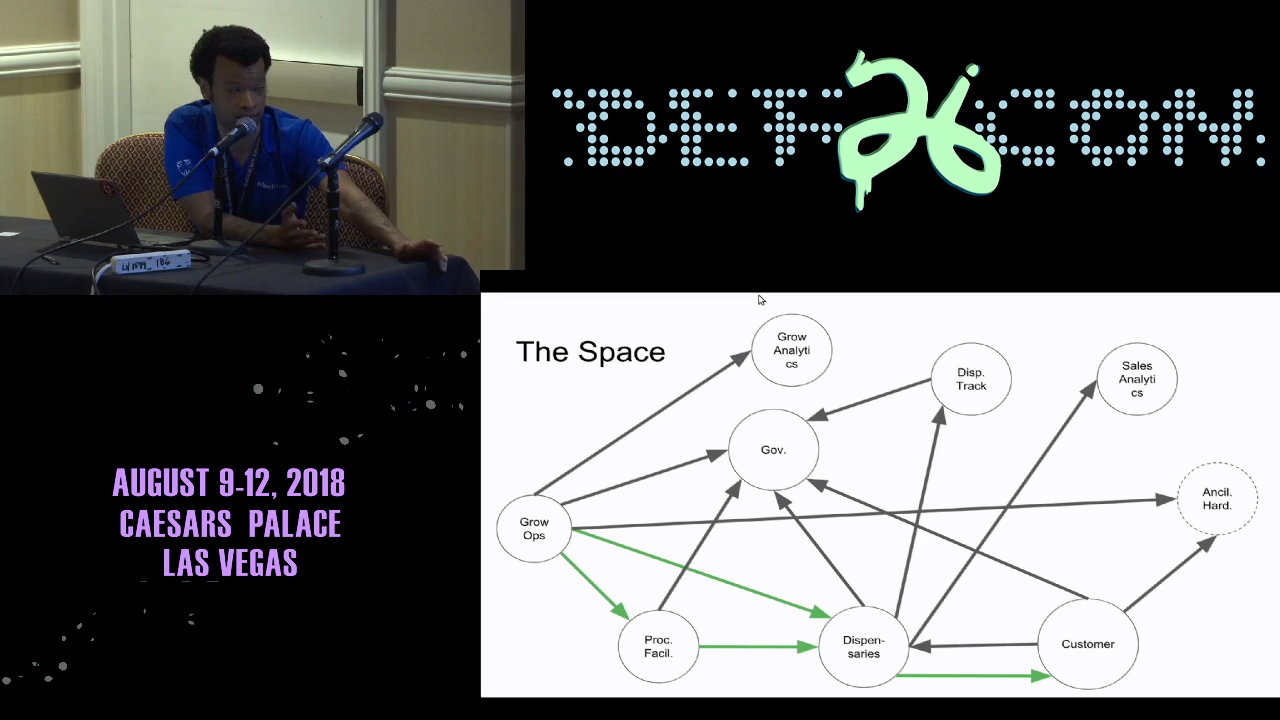 DEF 26 CON
The Space
Grow
Analyti
cs
Disp.
Track
Sales
Analyti
cs
Gov.
Ancil.
Hard.
Grow
Ops
Proc.
Facil.
Dispen-
saries
Customer
AUGUST 9-12, 2018
CAESARS PALACE
LAS VEGAS